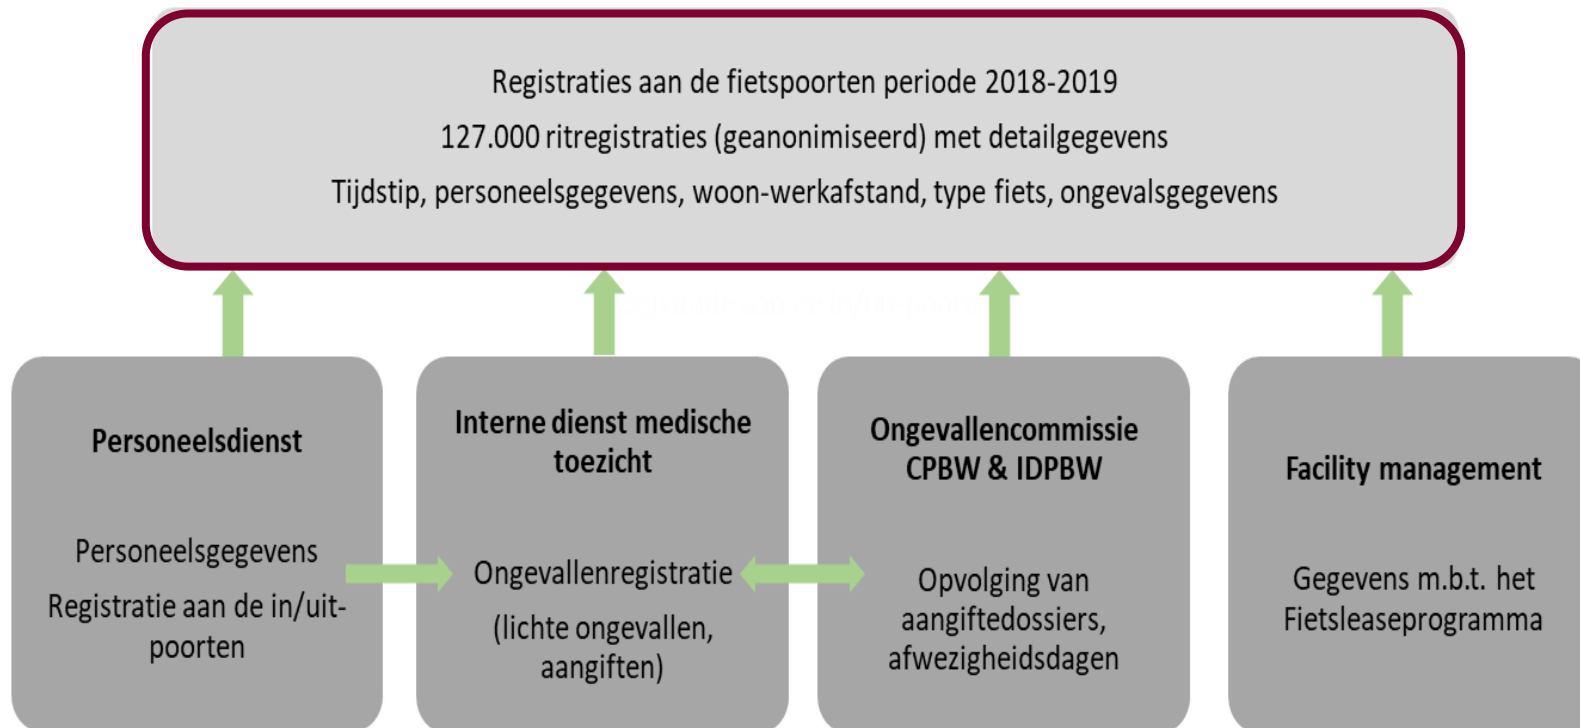 Registraties aan de fietspoorten periode 2018-2019
127.000 ritregistraties (geanonimiseerd) met detailgegevens
Tijdstip, personeelsgegevens, woon-werkafstand, type fiets, ongevalsgegevens
Personeelsdienst
Personeelsgegevens
Registratie aan de in/uit-
poorten
Interne dienst medische
toezicht
Ongevallenregistratie
(lichte ongevallen,
aangiften)
Ongevallencommissie
CPBW & IDPBW
Opvolging van
aangiftedossiers,
afwezigheidsdagen
Facility management
Gegevens m.b.t. het
Fietsleaseprogramma